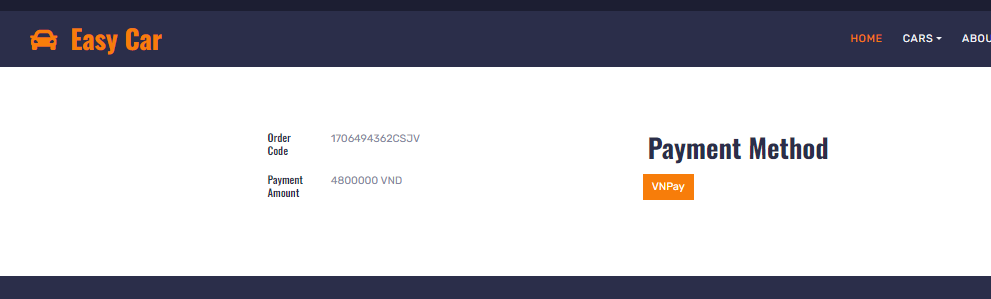 Easy Car
HOME CARS ABOU
Order
Code
1706494362CSJV
Payment
Amount
4800000 VND
Payment Method
VNPay